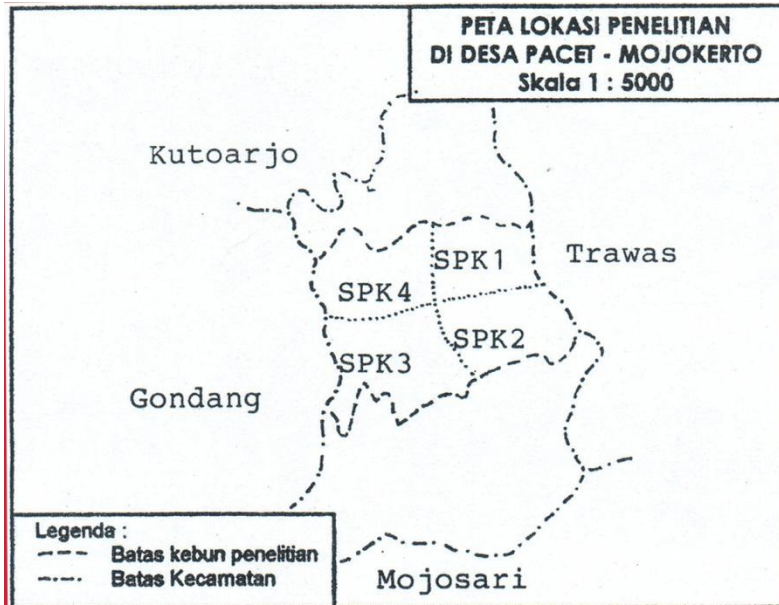 PETA LOKASI PENELITIAN
DI DESA PACET - MOJOKERTO
Skala 1 : 5000
Kutoarjo
SPK1
Trawas
SPK4
SPK2
SPK3
Gondang
Legenda :
Batas kebun penelitian
Batas Kecamatan
Mojosari